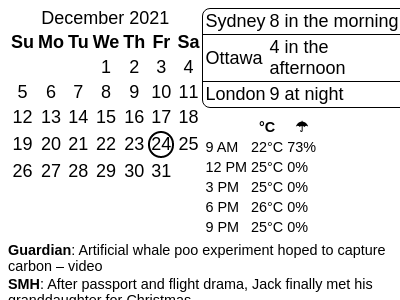 December 2021
Su Mo Tu We Th Fr Sa
1 2 3 4
5 6 7 8 9 10 11
12 13 14 15 16 17 18
19 20 21 22 23 24 25
26 27 28 29 30 31
Sydney 8 in the morning
Ottawa 4 in the
afternoon
London 9 at night
°C ☂
9 AM 22°C 73%
12 PM 25°C 0%
3 PM 25°C 0%
6 PM 26°C 0%
9 PM 25°C 0%
Guardian: Artificial whale poo experiment hoped to capture
carbon – video
SMH: After passport and flight drama, Jack finally met his
granddaughter for Christmas